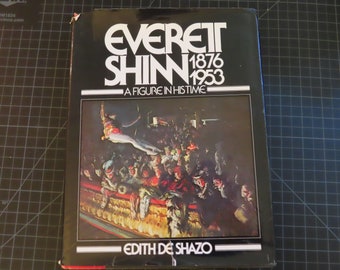 EVERETT
SHINN 1876
1953
A FIGURE IN HIS TIME
EDITH DE SHAZO